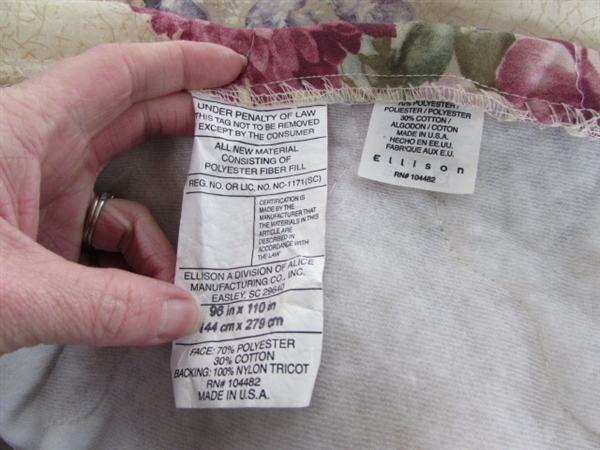 UNDER PENALTY OF LAW
THIS TAG NOT TO BE REMOVED
EXCEPT BY THE CONSUMER
ALL NEW MATERIAL
CONSISTING OF
POLYESTER FIBER FILL
REG. NO. OR LIC. NO. NC-1171(SC)
CERTIFICATION IS
MADE BY THE
MANUFACTURER THAT
THE MATERIALS IN THIS
ARTICLE ARE
DESCRIBED IN
ACCORDANCE WITH
THE LAW
ELLISON A DIVISION OF ALICE
MANUFACTURING CO., INC.
EASLEY, SC 29640
96 in x 110 in
44 cm x 279 cm
FACE: 70% POLYESTER
30% COTTON
BACKING: 100% NYLON TRICOT
RN# 104482
MADE IN U.S.A.
70% POLYESTER /
POLIESTER / POLYESTER
30% COTTON /
ALGODON / COTON
MADE IN U.S.A.
HECHO EN EE.UU.
FABRIQUE AUX E.U.
Ellison
RN# 104482